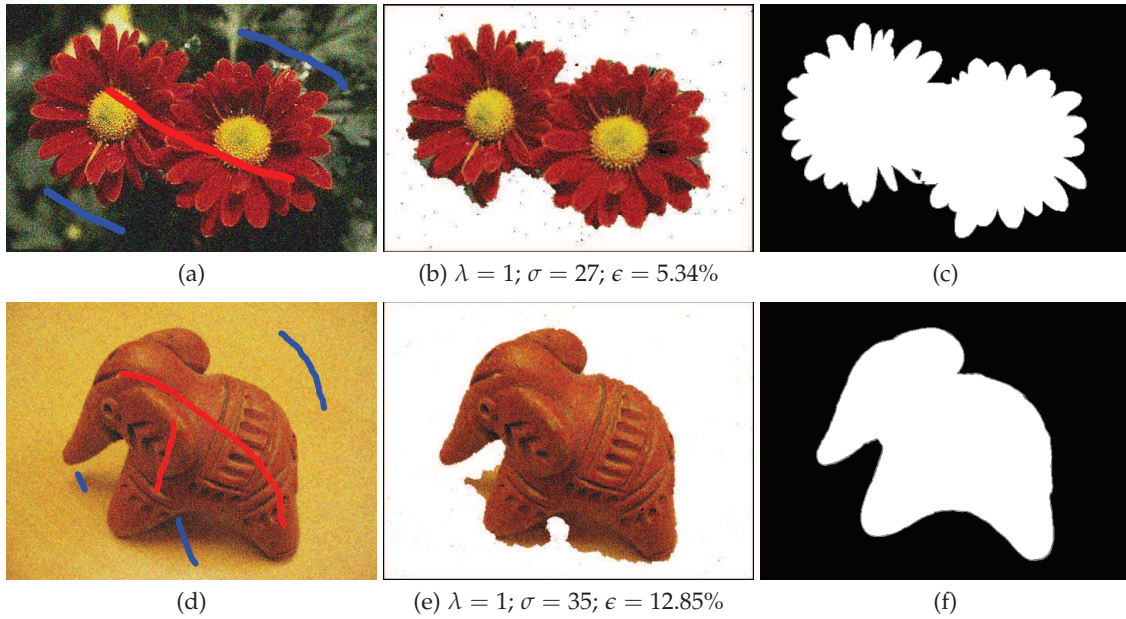 (a)
(b) λ = 1; σ = 27; ϵ = 5.34%
(c)
(d)
(e) λ = 1; σ = 35; ϵ = 12.85%
(f)